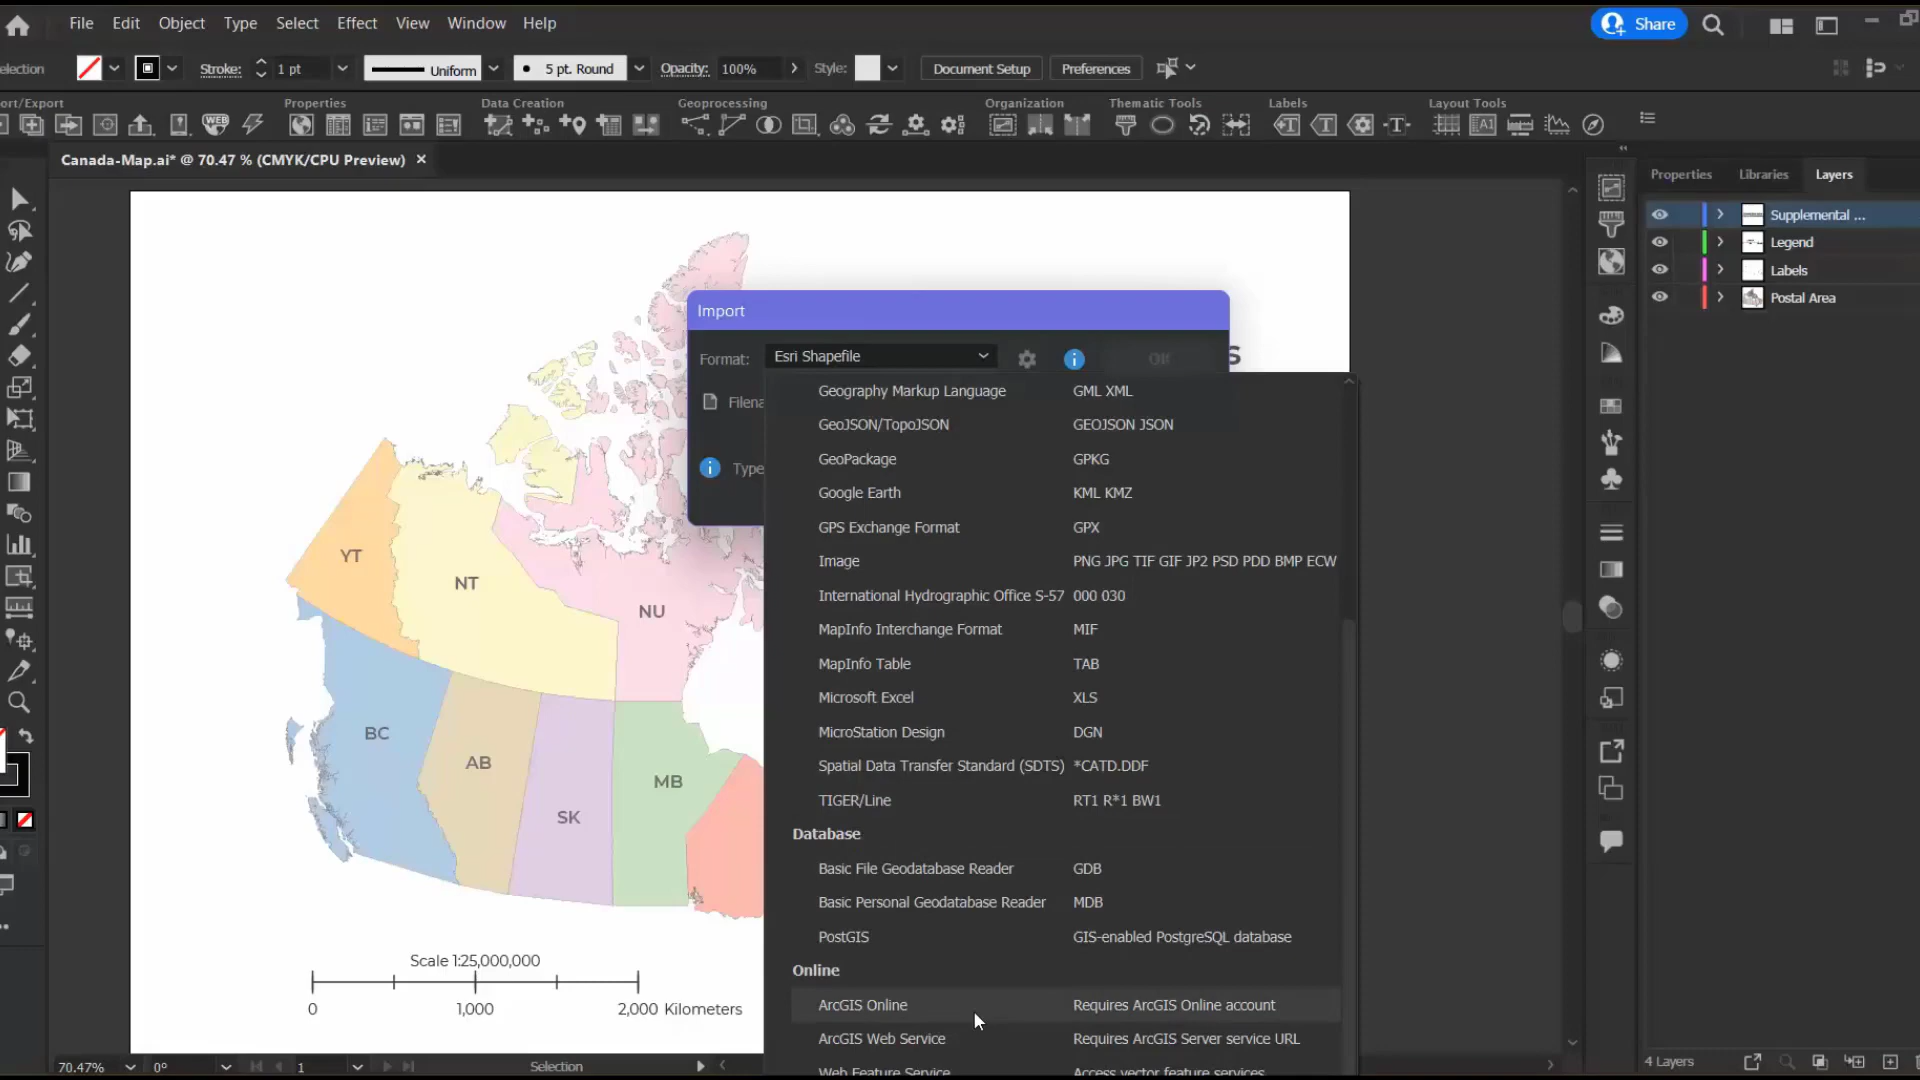 File Edit Object Type Select Effect View Window Help
Share
election Stroke: 1 pt Uniform 5 pt. Round Opacity: 100% Style: Document Setup Preferences
ort/Export Properties Data Creation Geoprocessing Organization Thematic Tools Labels Layout Tools
WEB
Canada-Map.ai* @ 70.47 % (CMYK/CPU Preview)
Properties Libraries Layers
Supplemental ...
Legend
Labels
Postal Area
Import
Format: Esri Shapefile
OK
S
Filena
Type
Geography Markup Language GML XML
GeoJSON/TopoJSON GEOJSON JSON
GeoPackage GPKG
Google Earth KML KMZ
GPS Exchange Format GPX
Image PNG JPG TIF GIF JP2 PSD PDD BMP ECW
International Hydrographic Office S-57 000 030
MapInfo Interchange Format MIF
MapInfo Table TAB
Microsoft Excel XLS
MicroStation Design DGN
Spatial Data Transfer Standard (SDTS) *CATD.DDF
TIGER/Line RT1 R*1 BW1
Database
Basic File Geodatabase Reader GDB
Basic Personal Geodatabase Reader MDB
PostGIS GIS-enabled PostgreSQL database
Online
ArcGIS Online Requires ArcGIS Online account
ArcGIS Web Service Requires ArcGIS Server service URL
Web Feature Service Access vector feature services
YT
NT
NU
BC
AB
SK
MB
Scale 1:25,000,000
0 1,000 2,000 Kilometers
70.47% 0° 1 Selection
4 Layers